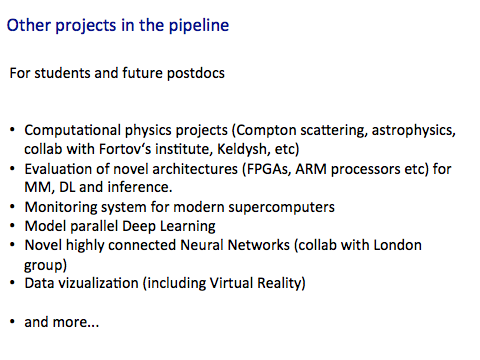 Other projects in the pipeline
For students and future postdocs
• Computational physics projects (Compton scattering, astrophysics,
collab with Fortov‘s institute, Keldysh, etc)
• Evaluation of novel architectures (FPGAs, ARM processors etc) for
MM, DL and inference.
• Monitoring system for modern supercomputers
• Model parallel Deep Learning
• Novel highly connected Neural Networks (collab with London
group)
• Data vizualization (including Virtual Reality)
• and more...